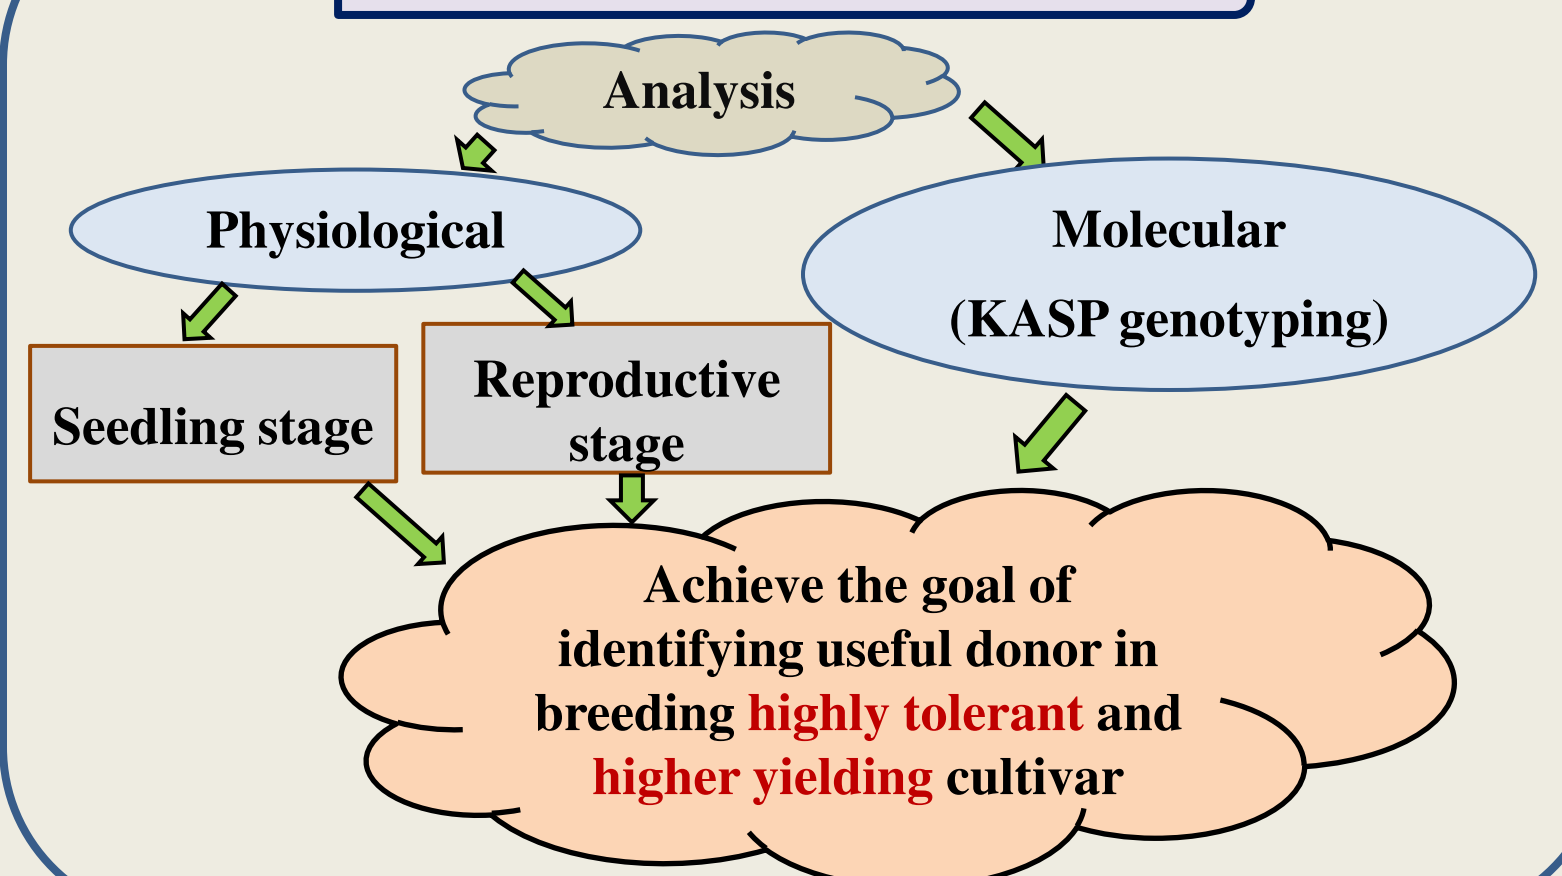 Analysis
Physiological
Molecular
(KASP genotyping)
Seedling stage
Reproductive
stage
Achieve the goal of
identifying useful donor in
breeding highly tolerant and
higher yielding cultivar